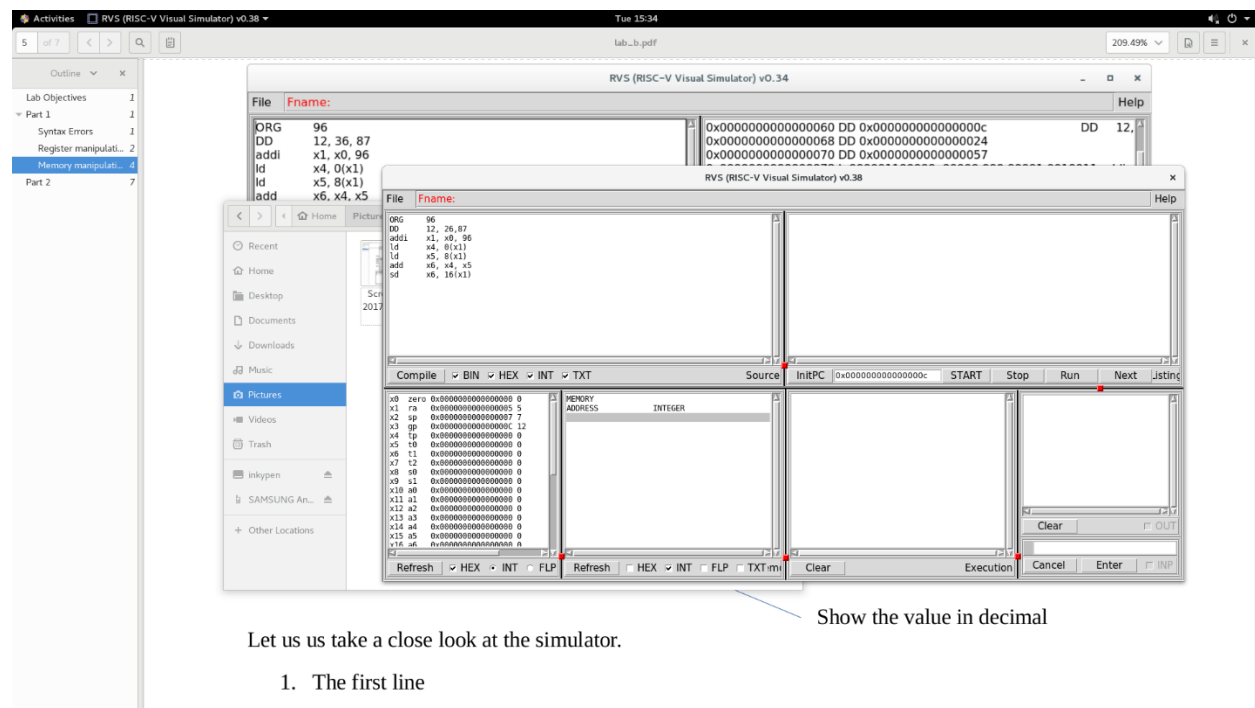 Activities RVS (RISC-V Visual Simulator) v0.38 Tue 15:34
5 of 7 lab_b.pdf 209.49%
Outline
Lab Objectives 1
Part 1 1
Syntax Errors 1
Register manipulati... 2
Memory manipulati... 4
Part 2 7
RVS (RISC-V Visual Simulator) v0.34
File Fname: Help
ORG 96
DD 12, 36, 87
addi x1, x0, 96
ld x4, 0(x1)
ld x5, 8(x1)
add x6, x4, x5
0x0000000000000060 DD 0x000000000000000c DD 12,
0x0000000000000068 DD 0x0000000000000024
0x0000000000000070 DD 0x0000000000000057
Home Picture
Recent
Home
Desktop
Documents
Downloads
Music
Pictures
Videos
Trash
inkypen
SAMSUNG An...
Other Locations
Scr
2017
RVS (RISC-V Visual Simulator) v0.38
File Fname: Help
ORG 96
DD 12, 26,87
addi x1, x0, 96
ld x4, 0(x1)
ld x5, 8(x1)
add x6, x4, x5
sd x6, 16(x1)
Compile BIN HEX INT TXT Source
InitPC 0x000000000000000c START Stop Run Next Listing
x0 zero 0x0000000000000000 0
x1 ra 0x0000000000000005 5
x2 sp 0x0000000000000007 7
x3 gp 0x000000000000000C 12
x4 tp 0x0000000000000000 0
x5 t0 0x0000000000000000 0
x6 t1 0x0000000000000000 0
x7 t2 0x0000000000000000 0
x8 s0 0x0000000000000000 0
x9 s1 0x0000000000000000 0
x10 a0 0x0000000000000000 0
x11 a1 0x0000000000000000 0
x12 a2 0x0000000000000000 0
x13 a3 0x0000000000000000 0
x14 a4 0x0000000000000000 0
x15 a5 0x0000000000000000 0
x16 a6 0x0000000000000000 0
Refresh HEX INT FLP
MEMORY
ADDRESS INTEGER
Refresh HEX INT FLP TXT
Clear Execution
Clear OUT
Cancel Enter INP
Show the value in decimal
Let us us take a close look at the simulator.
1. The first line